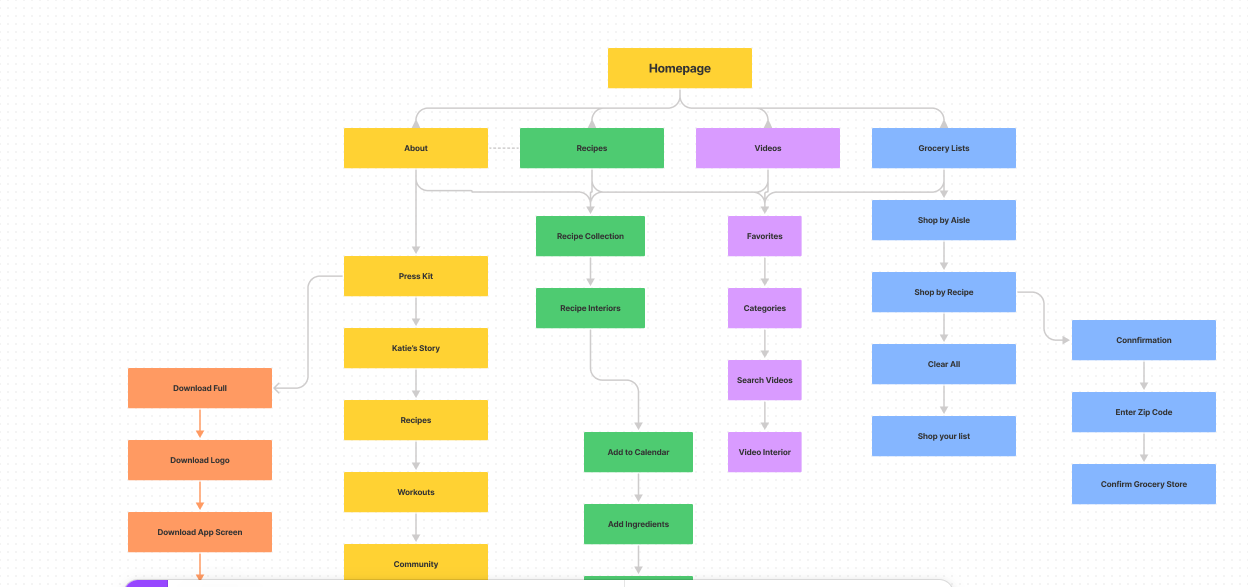 Homepage
About
Recipes
Videos
Grocery Lists
Shop by Aisle
Recipe Collection
Favorites
Press Kit
Shop by Recipe
Recipe Interiors
Categories
Connfirmation
Katie's Story
Clear All
Download Full
Search Videos
Enter Zip Code
Recipes
Shop your list
Download Logo
Add to Calendar
Video Interior
Confirm Grocery Store
Workouts
Download App Screen
Add Ingredients
Community